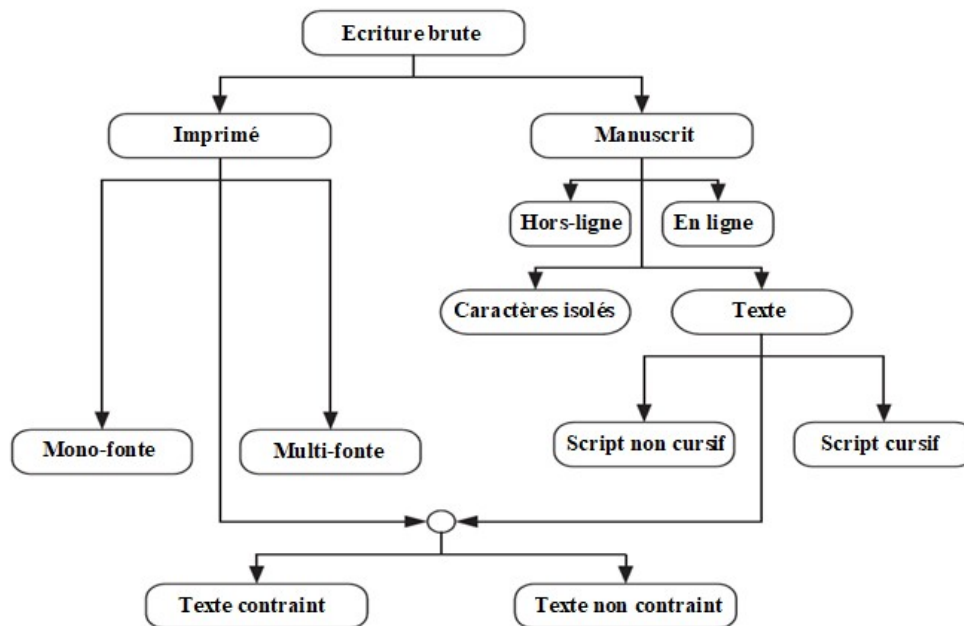 Ecriture brute
Imprimé
Manuscrit
Hors-ligne
En ligne
Caractères isolés
Texte
Mono-fonte
Multi-fonte
Script non cursif
Script cursif
Texte contraint
Texte non contraint